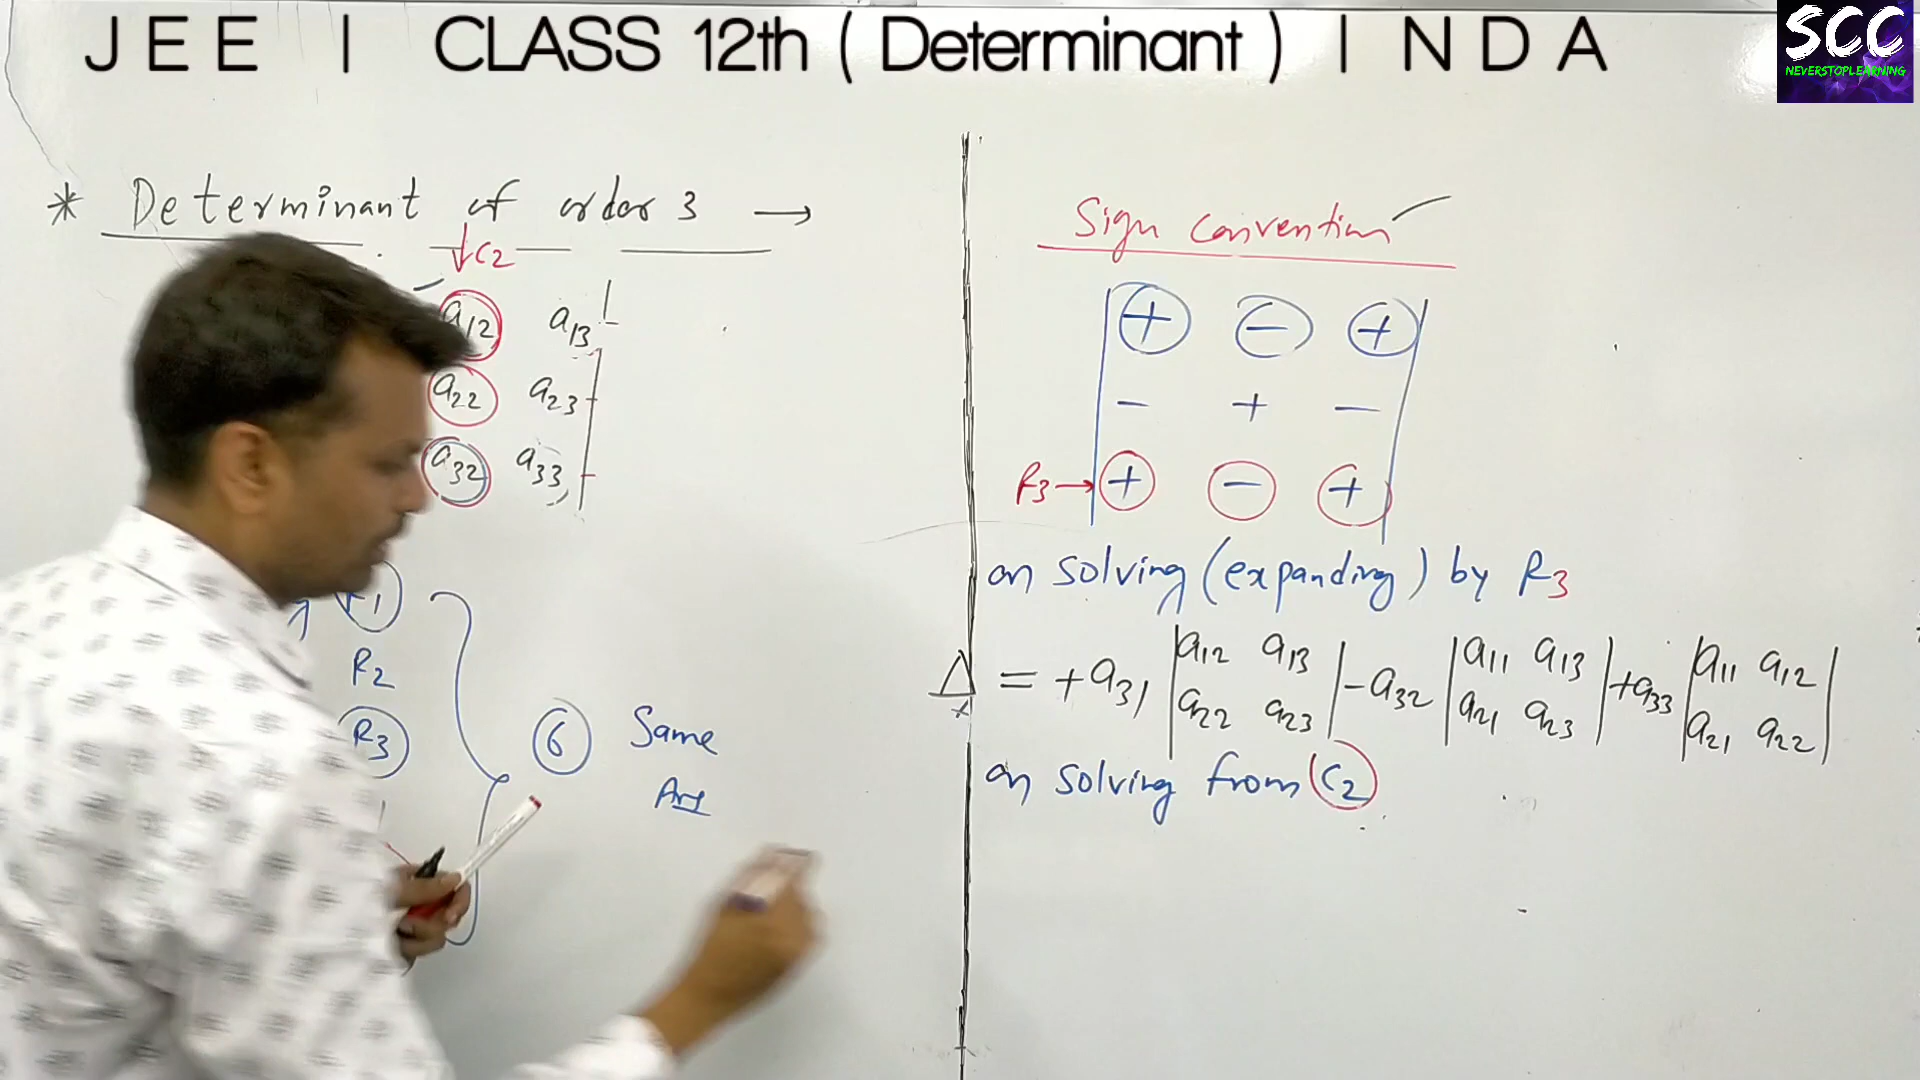 JEE | CLASS 12th ( Determinant ) | NDA
SCC
NEVERSTOPLEARNING
* Determinant of order 3 →
↓ C2
a12 a13
a22 a23
a32 a33
R2
R3
6 Same
Ans
Sign Convention
+ − +
− + −
R3 → + − +
on solving (expanding) by R3
Δ = + a31 | a12 a13 | − a32 | a11 a13 | + a33 | a11 a12 |
| a22 a23 | | a21 a23 | | a21 a22 |
on solving from C2